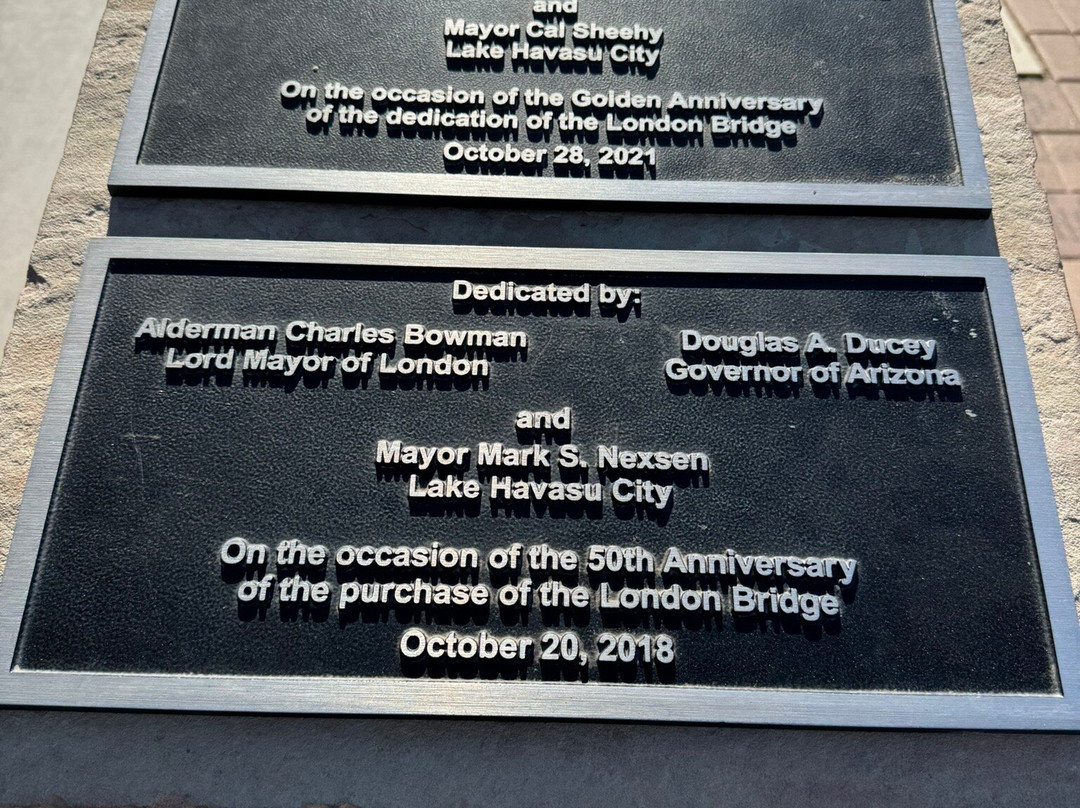 and
Mayor Cal Sheehy
Lake Havasu City
On the occasion of the Golden Anniversary
of the dedication of the London Bridge
October 28, 2021
Dedicated by:
Alderman Charles Bowman
Lord Mayor of London
Douglas A. Ducey
Governor of Arizona
and
Mayor Mark S. Nexsen
Lake Havasu City
On the occasion of the 50th Anniversary
of the purchase of the London Bridge
October 20, 2018